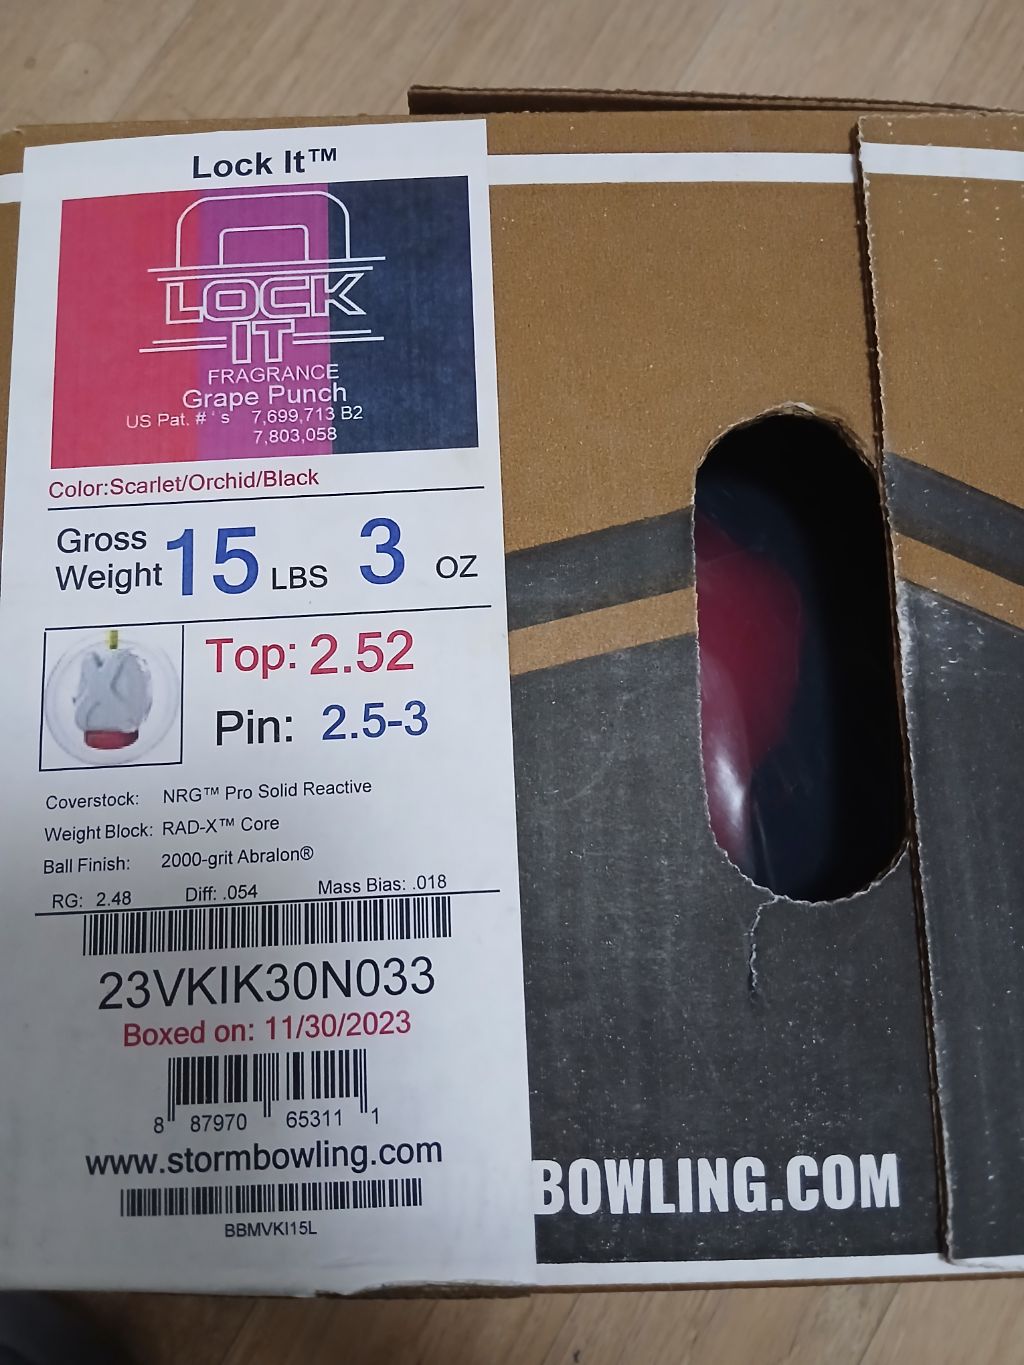 Lock It™
LOCK
IT
FRAGRANCE
Grape Punch
US Pat. #'s 7,699,713 B2
7,803,058
Color:Scarlet/Orchid/Black
Gross
Weight 15 LBS 3 OZ
Top: 2.52
Pin: 2.5-3
Coverstock: NRG™ Pro Solid Reactive
Weight Block: RAD-X™ Core
Ball Finish: 2000-grit Abralon®
RG: 2.48 Diff: .054 Mass Bias: .018
23VKIK30N033
Boxed on: 11/30/2023
8 87970 65311 1
www.stormbowling.com
BBMVKI15L
BOWLING.COM